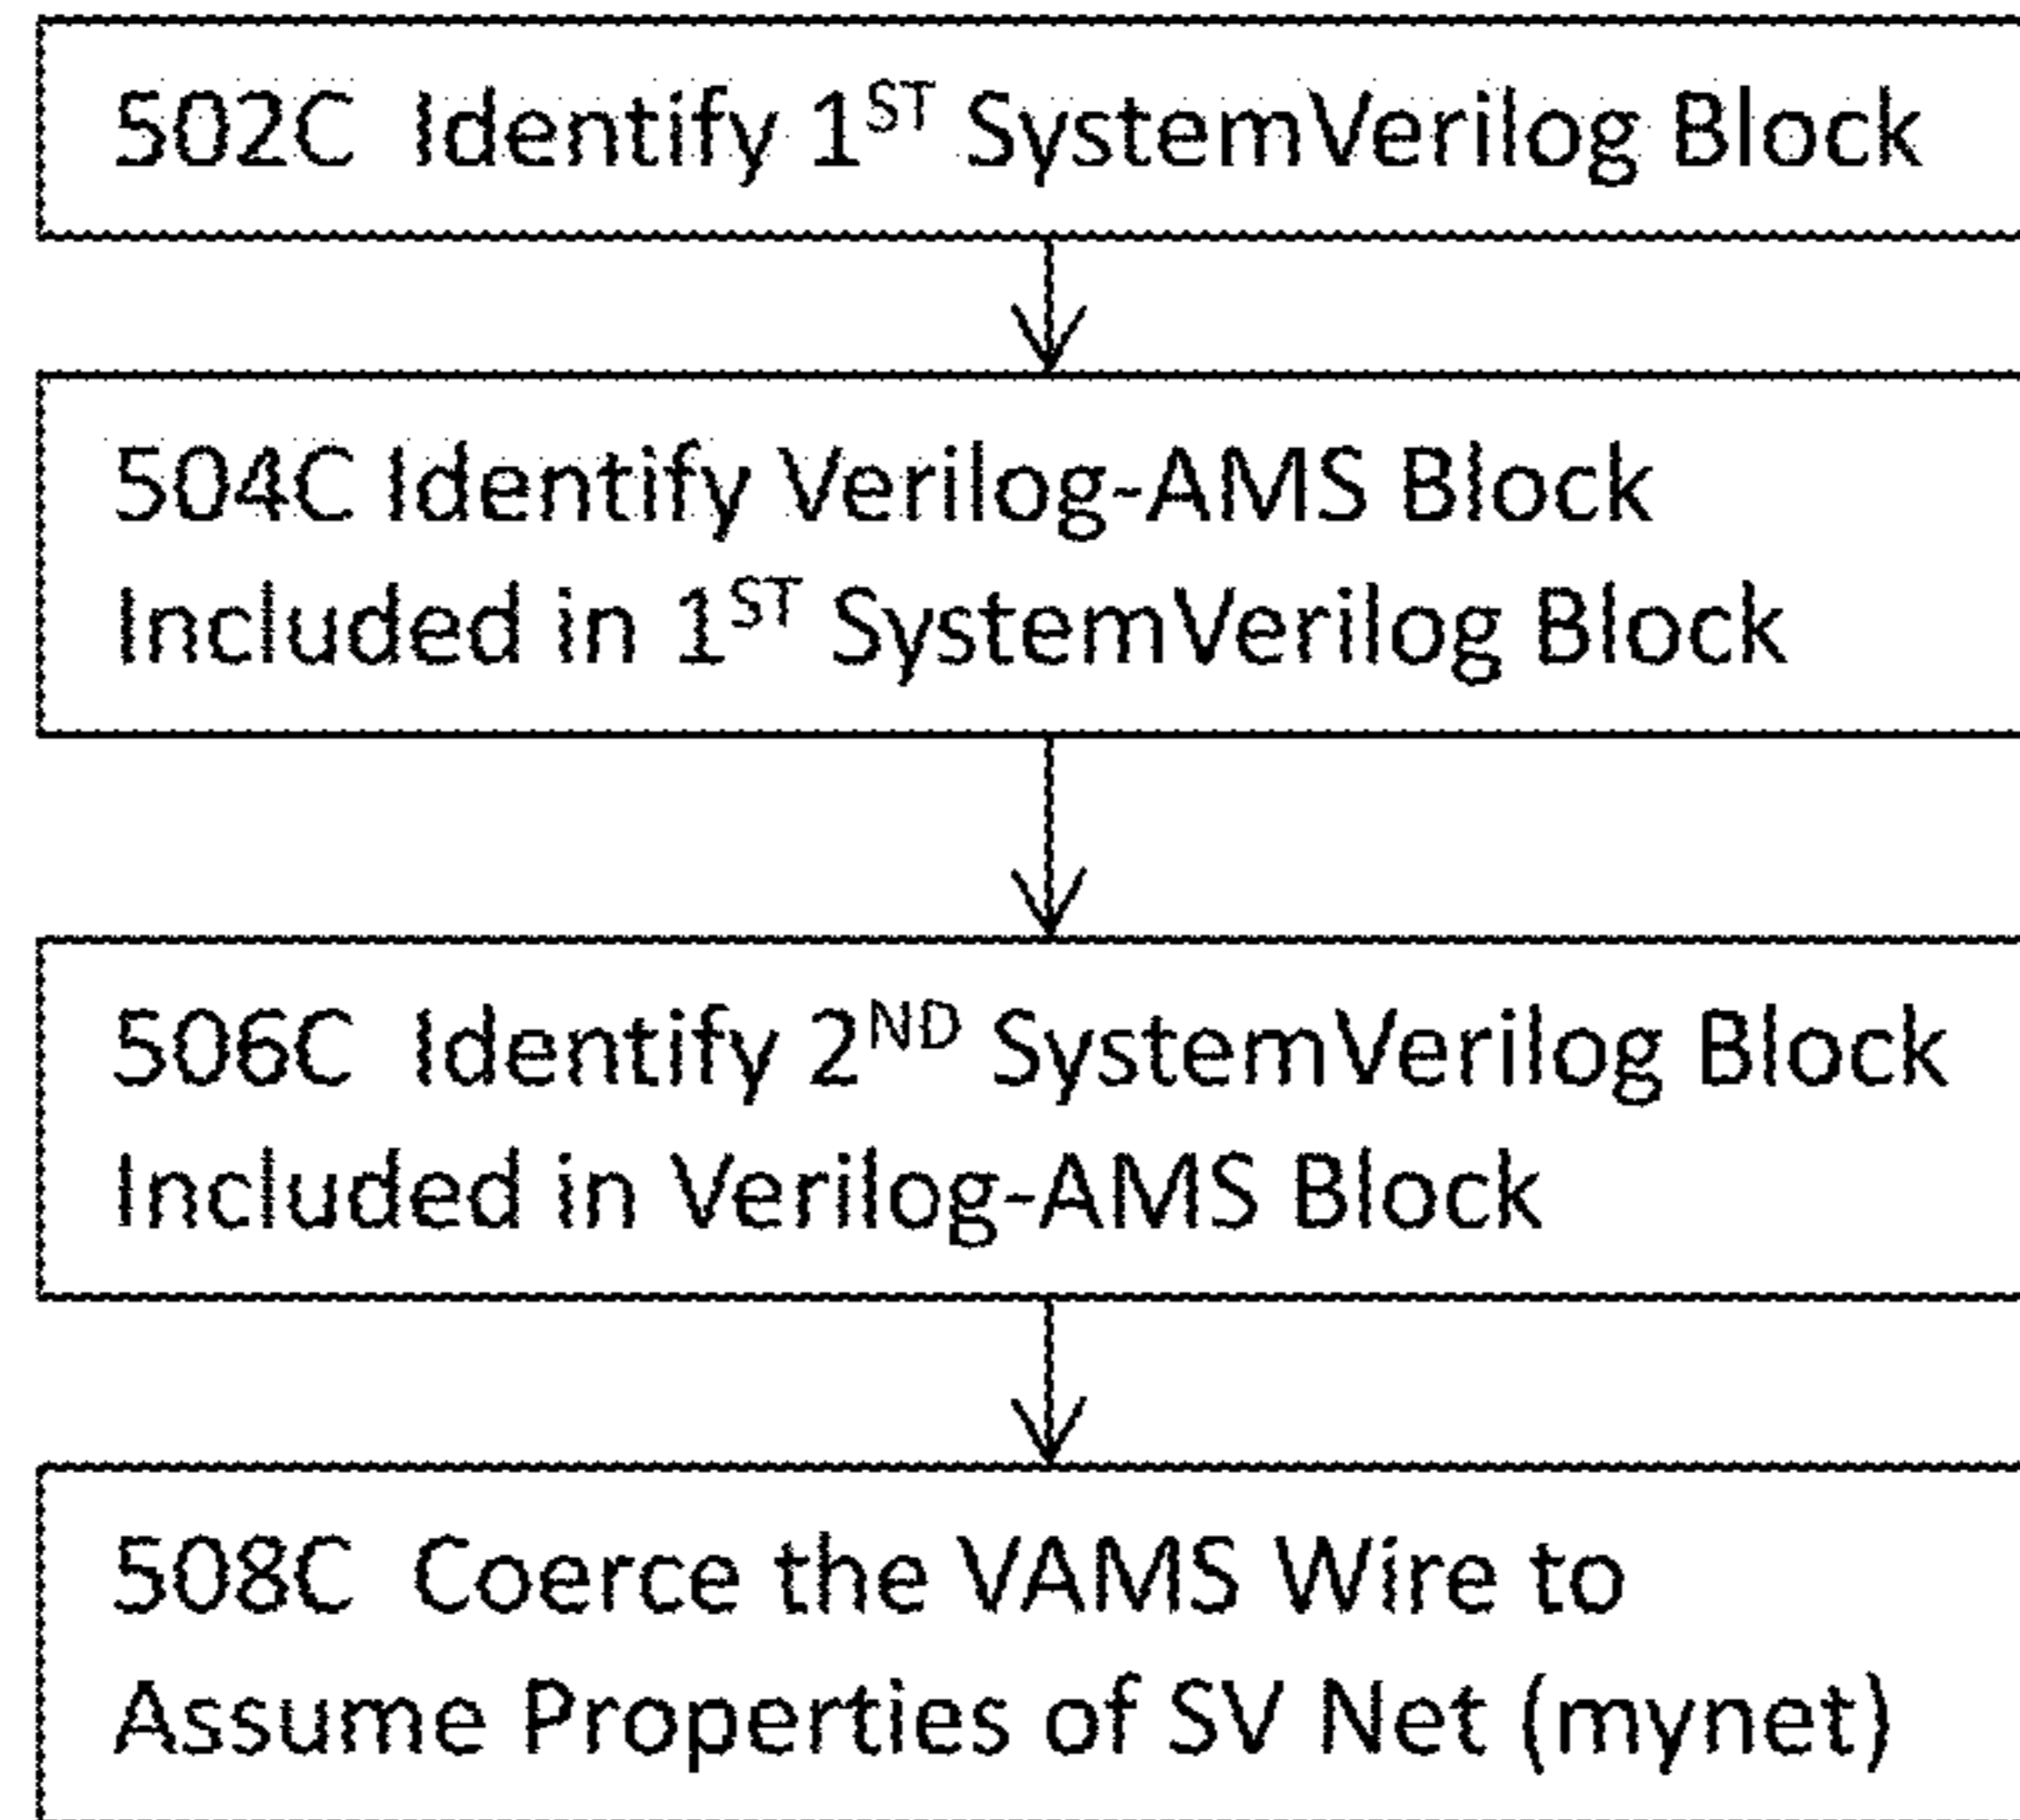 502C Identify 1ST SystemVerilog Block
504C Identify Verilog-AMS Block
Included in 1ST SystemVerilog Block
506C Identify 2ND SystemVerilog Block
Included in Verilog-AMS Block
508C Coerce the VAMS Wire to
Assume Properties of SV Net (mynet)